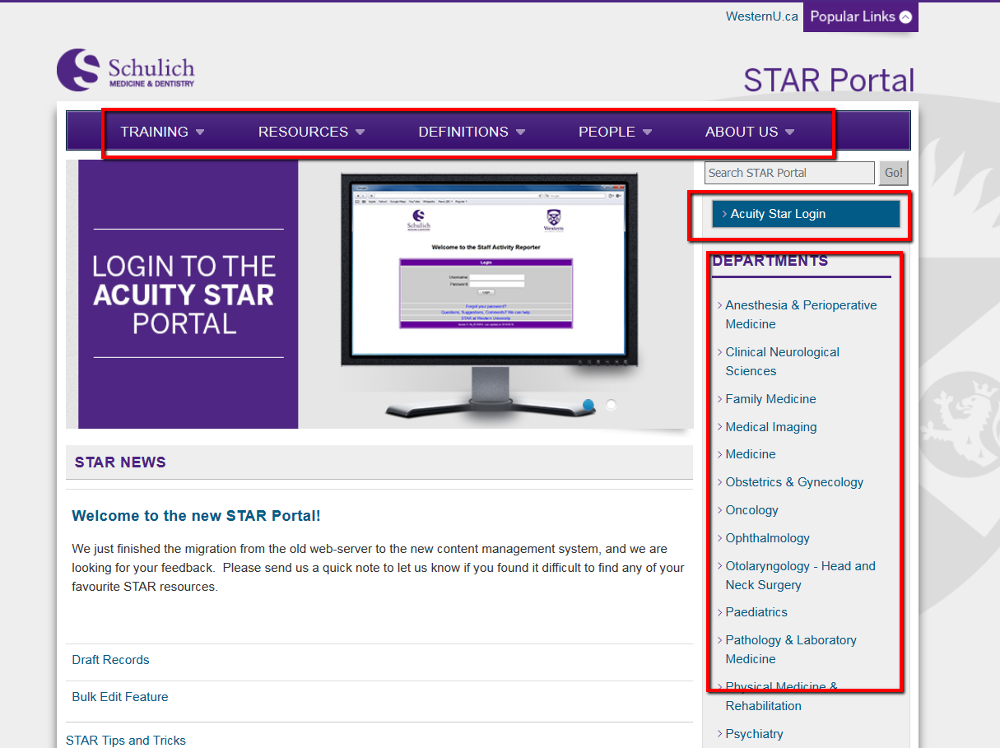 WesternU.ca
Popular Links
Schulich
MEDICINE & DENTISTRY
STAR Portal
TRAINING
RESOURCES
DEFINITIONS
PEOPLE
ABOUT US
LOGIN TO THE
ACUITY STAR
PORTAL
Schulich
Western
Welcome to the Staff Activity Reporter
Login
Username:
Password:
Login
Forgot your password?
Questions, Suggestions, Comments? We can help.
STAR at Western University
Search STAR Portal
Go!
Acuity Star Login
DEPARTMENTS
Anesthesia & Perioperative
Medicine
Clinical Neurological
Sciences
Family Medicine
Medical Imaging
Medicine
Obstetrics & Gynecology
Oncology
Ophthalmology
Otolaryngology - Head and
Neck Surgery
Paediatrics
Pathology & Laboratory
Medicine
Physical Medicine &
Rehabilitation
Psychiatry
STAR NEWS
Welcome to the new STAR Portal!
We just finished the migration from the old web-server to the new content management system, and we are
looking for your feedback.  Please send us a quick note to let us know if you found it difficult to find any of your
favourite STAR resources.
Draft Records
Bulk Edit Feature
STAR Tips and Tricks